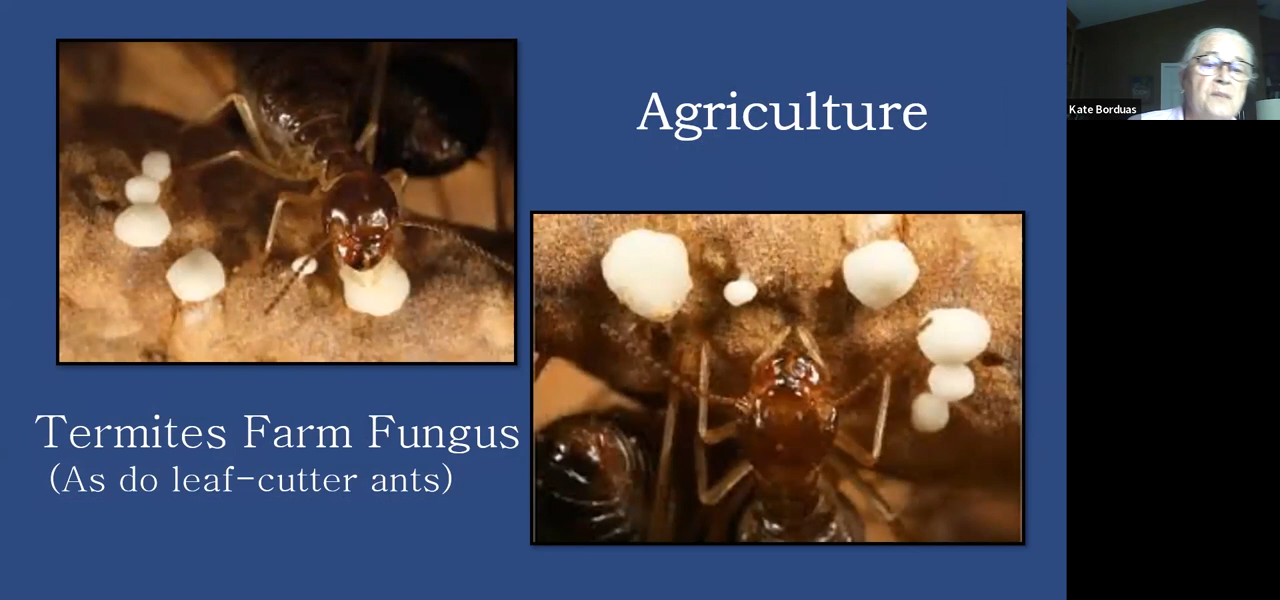 Agriculture
Termites Farm Fungus
(As do leaf-cutter ants)
Kate Borduas